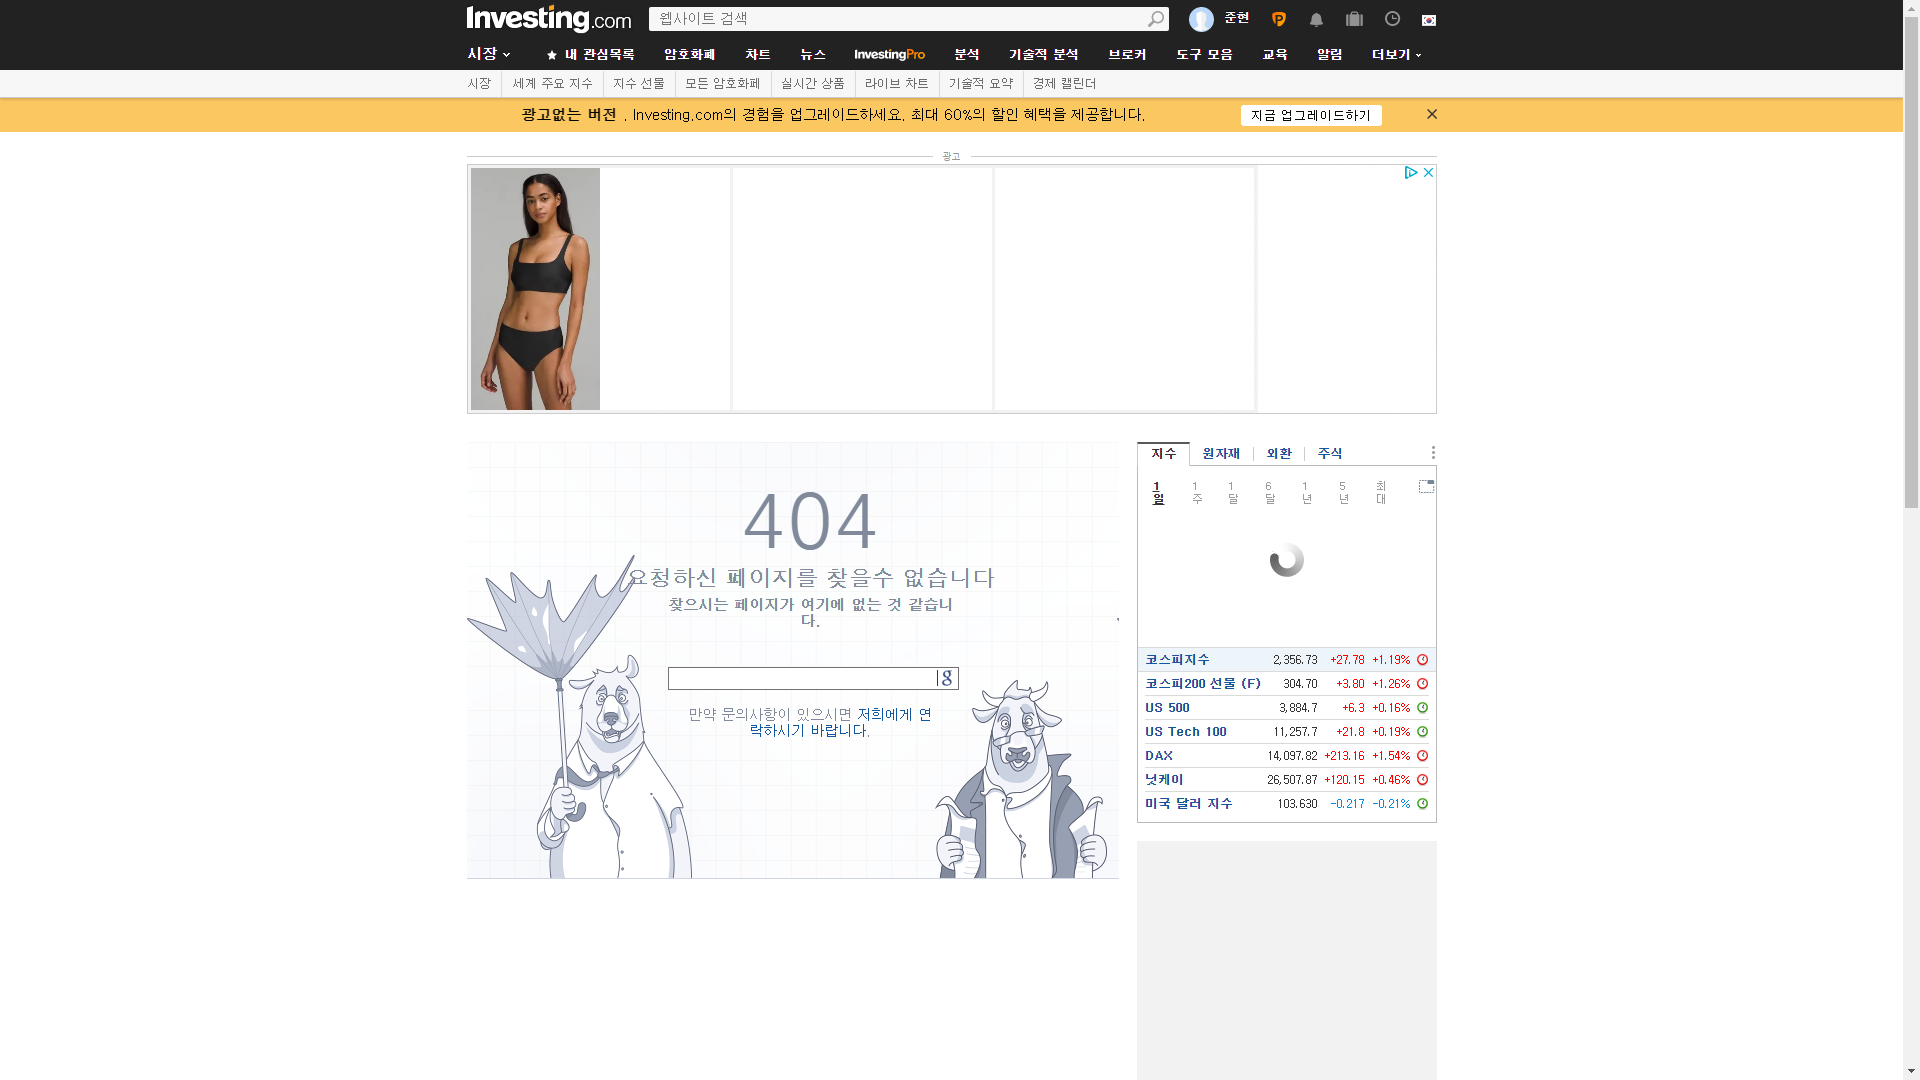 Investing.com
웹사이트 검색
준현
시장
내 관심목록
암호화폐
차트
뉴스
InvestingPro
분석
기술적 분석
브로커
도구 모음
교육
알림
더보기
시장
세계 주요 지수
지수 선물
모든 암호화폐
실시간 상품
라이브 차트
기술적 요약
경제 캘린더
광고없는 버전 . Investing.com의 경험을 업그레이드하세요. 최대 60%의 할인 혜택을 제공합니다.
지금 업그레이드하기
광고
404
요청하신 페이지를 찾을수 없습니다
찾으시는 페이지가 여기에 없는 것 같습니
다.
g
만약 문의사항이 있으시면 저희에게 연
락하시기 바랍니다.
지수
원자재
외환
주식
1일
1주
1달
6달
1년
5년
최대
코스피지수 2,356.73 +27.78 +1.19%
코스피200 선물 (F) 304.70 +3.80 +1.26%
US 500 3,884.7 +6.3 +0.16%
US Tech 100 11,257.7 +21.8 +0.19%
DAX 14,097.82 +213.16 +1.54%
닛케이 26,507.87 +120.15 +0.46%
미국 달러 지수 103.630 -0.217 -0.21%